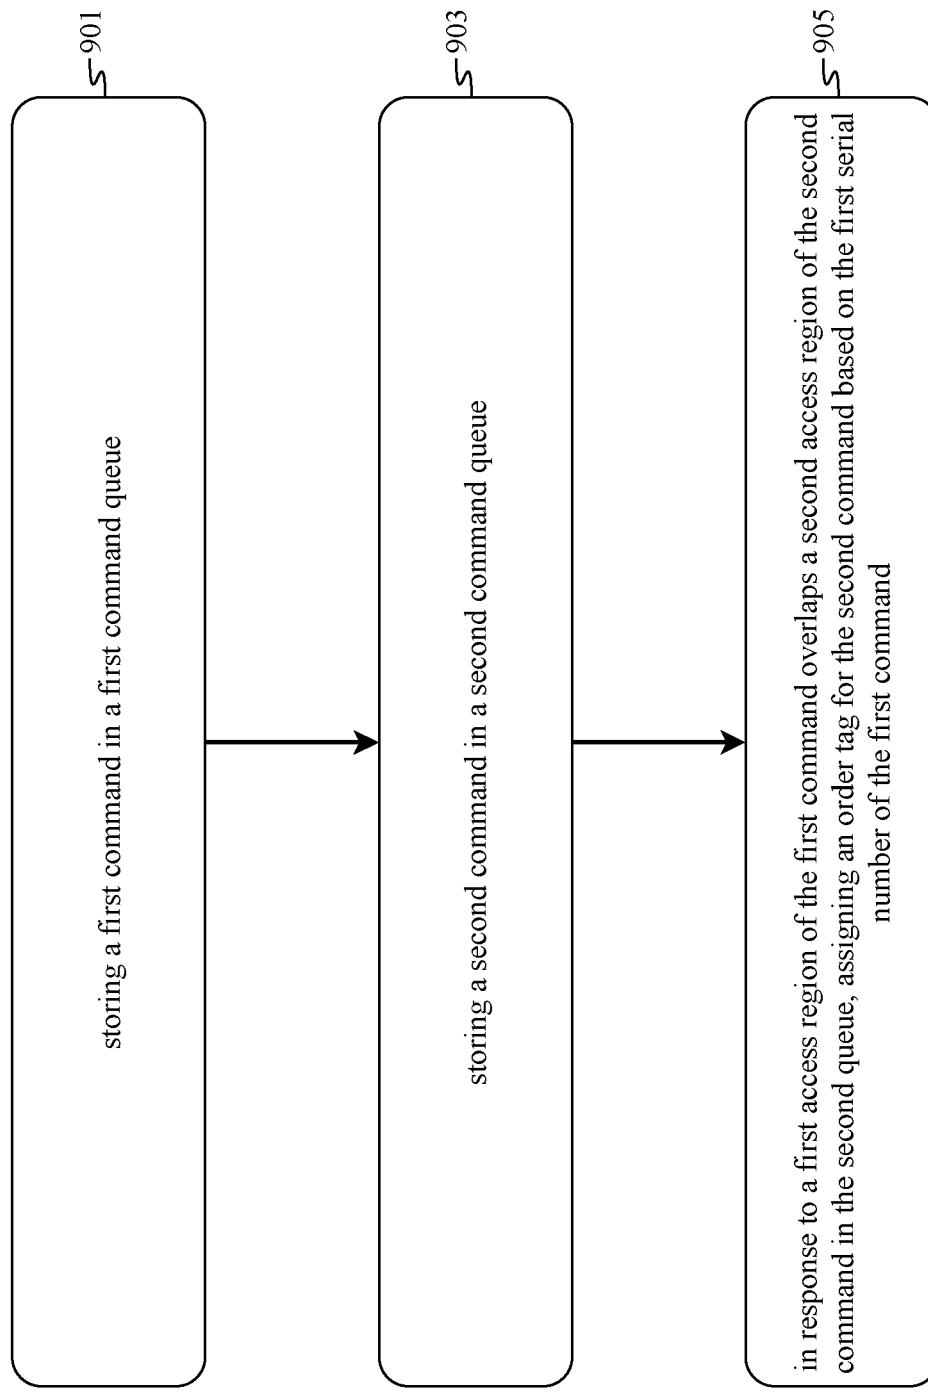 901
storing a first command in a first command queue
903
storing a second command in a second command queue
905
in response to a first access region of the first command overlaps a second access region of the second
command in the second queue, assigning an order tag for the second command based on the first serial
number of the first command